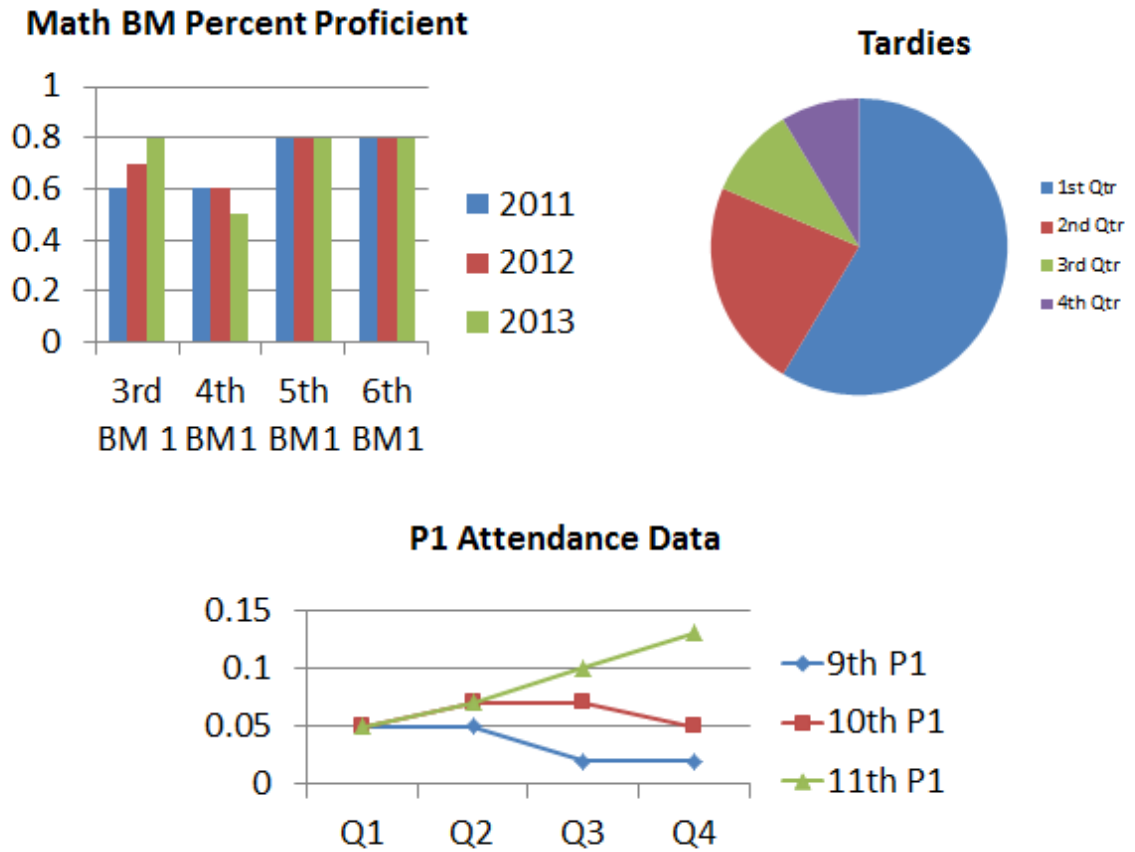 Math BM Percent Proficient
1
0.8
0.6
0.4
0.2
0
3rd BM 1
4th BM1
5th BM1
6th BM1
2011
2012
2013
Tardies
1st Qtr
2nd Qtr
3rd Qtr
4th Qtr
P1 Attendance Data
0.15
0.1
0.05
0
Q1 Q2 Q3 Q4
9th P1
10th P1
11th P1